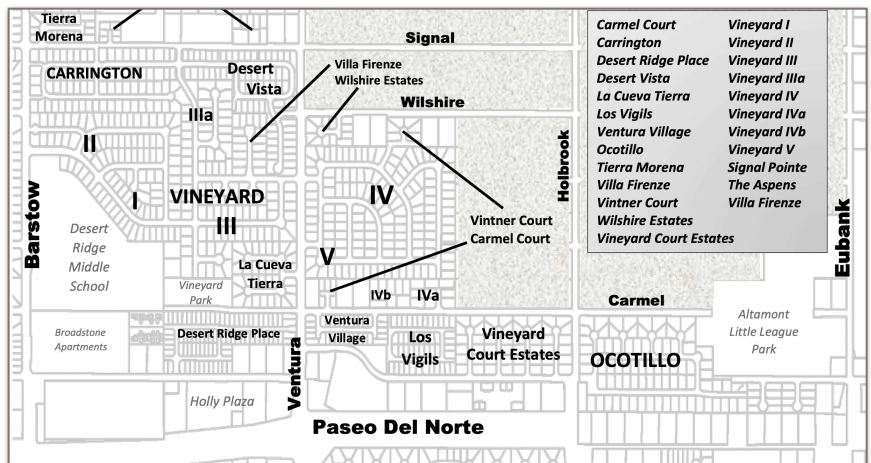 Tierra
Morena
Signal
CARRINGTON
Desert
Vista
Villa Firenze
Wilshire Estates
Wilshire
IIIa
II
I
VINEYARD
III
IV
V
Barstow
Desert
Ridge
Middle
School
Vintner Court
Carmel Court
Holbrook
Eubank
La Cueva
Tierra
Vineyard
Park
IVb
IVa
Carmel
Altamont
Little League
Park
Broadstone
Apartments
Desert Ridge Place
Ventura
Ventura
Village
Los
Vigils
Vineyard
Court Estates
OCOTILLO
Holly Plaza
Paseo Del Norte
Carmel Court
Carrington
Desert Ridge Place
Desert Vista
La Cueva Tierra
Los Vigils
Ventura Village
Ocotillo
Tierra Morena
Villa Firenze
Vintner Court
Wilshire Estates
Vineyard Court Estates
Vineyard I
Vineyard II
Vineyard III
Vineyard IIIa
Vineyard IV
Vineyard IVa
Vineyard IVb
Vineyard V
Signal Pointe
The Aspens
Villa Firenze